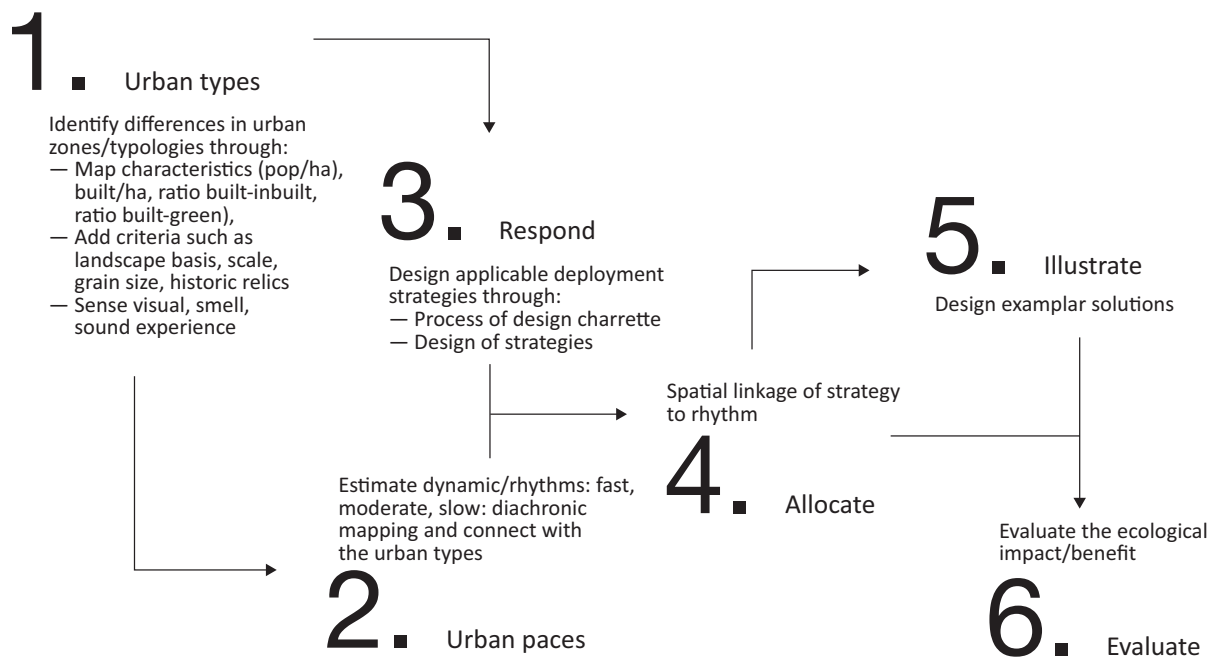 1. Urban types
Identify differences in urban
zones/typologies through:
— Map characteristics (pop/ha),
built/ha, ratio built-inbuilt,
ratio built-green),
— Add criteria such as
landscape basis, scale,
grain size, historic relics
— Sense visual, smell,
sound experience
Estimate dynamic/rhythms: fast,
moderate, slow: diachronic
mapping and connect with
the urban types
2. Urban paces
3. Respond
Design applicable deployment
strategies through:
— Process of design charrette
— Design of strategies
Spatial linkage of strategy
to rhythm
4. Allocate
5. Illustrate
Design examplar solutions
Evaluate the ecological
impact/benefit
6. Evaluate